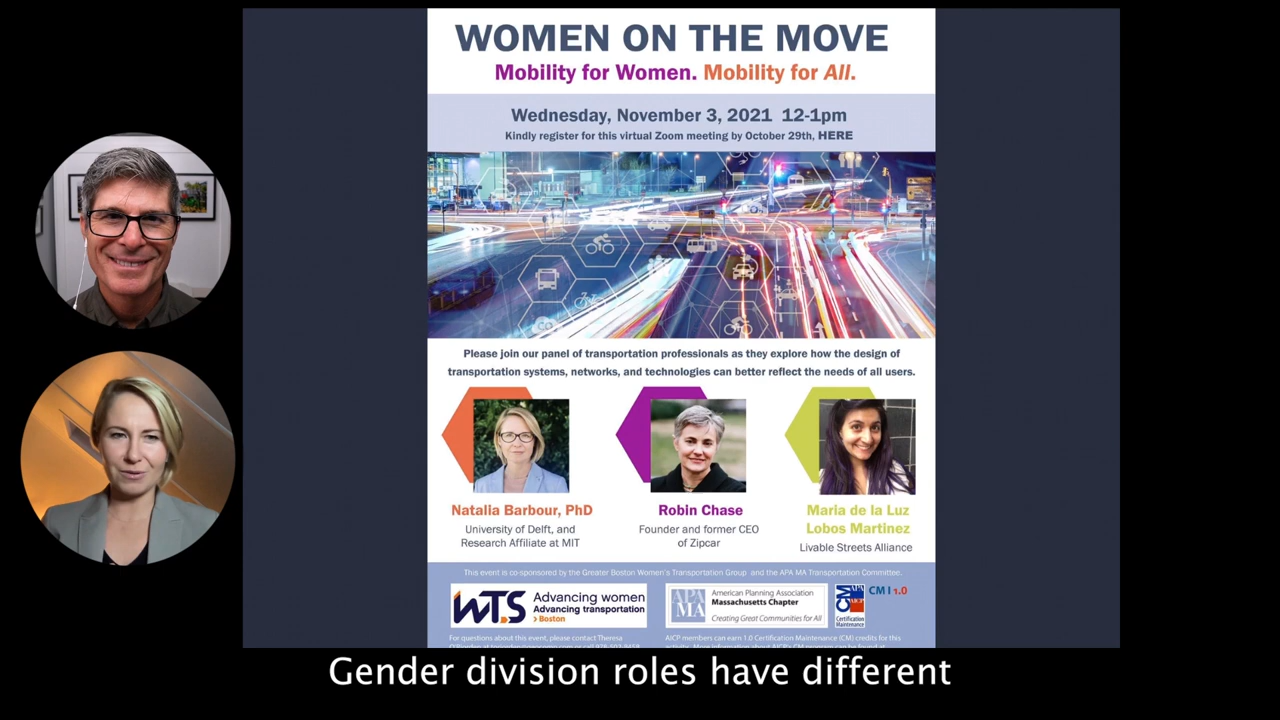 WOMEN ON THE MOVE
Mobility for Women. Mobility for All.
Wednesday, November 3, 2021 12-1pm
Kindly register for this virtual Zoom meeting by October 29th, HERE
Please join our panel of transportation professionals as they explore how the design of
transportation systems, networks, and technologies can better reflect the needs of all users.
Natalia Barbour, PhD
University of Delft, and
Research Affiliate at MIT
Robin Chase
Founder and former CEO
of Zipcar
Maria de la Luz
Lobos Martinez
Livable Streets Alliance
This event is co-sponsored by the Greater Boston Women's Transportation Group and the APA MA Transportation Committee.
WTS
Advancing women
Advancing transportation
Boston
APA
MA
American Planning Association
Massachusetts Chapter
Creating Great Communities for All
CM
Certification
Maintenance
CM I 1.0
For questions about this event, please contact Theresa
AICP members can earn 1.0 Certification Maintenance (CM) credits for this
Gender division roles have different